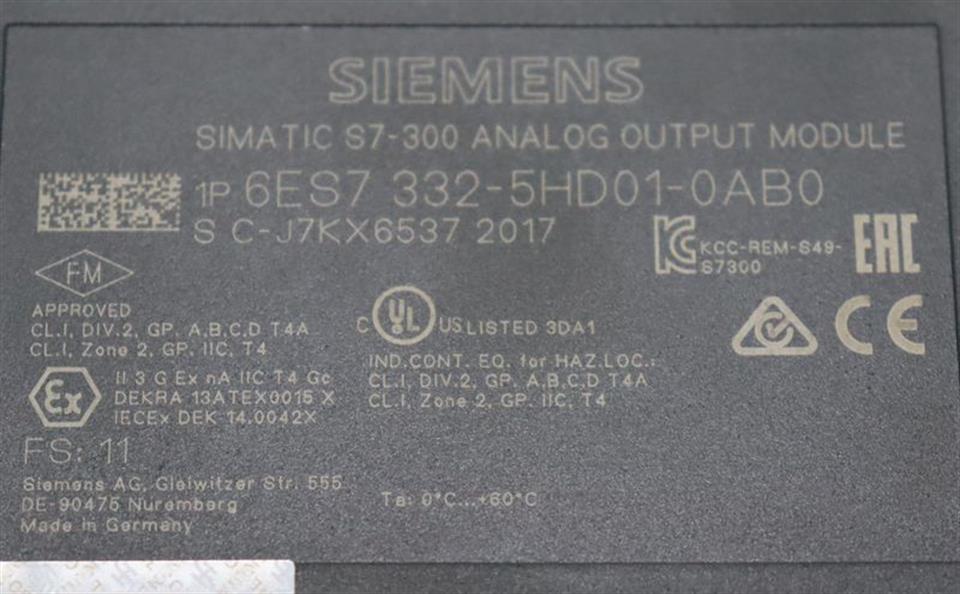 SIEMENS
SIMATIC S7-300 ANALOG OUTPUT MODULE
1P 6ES7 332-5HD01-0AB0
S C-J7KX6537 2017
KCC-REM-S49-
S7300
EAC
FM
APPROVED
CL.I, DIV.2, GP. A,B,C,D T4A
CL.I, Zone 2, GP. IIC, T4
C UL US LISTED 3DA1
IND.CONT. EQ. for HAZ.LOC.:
CL.I, DIV.2, GP. A,B,C,D T4A
CL.I, Zone 2, GP. IIC, T4
CE
Ex
II 3 G Ex nA IIC T4 Gc
DEKRA 13ATEX0015 X
IECEx DEK 14.0042X
FS: 11
Siemens AG, Gleiwitzer Str. 555
DE-90475 Nuremberg
Made in Germany
Ta: 0°C...+60°C